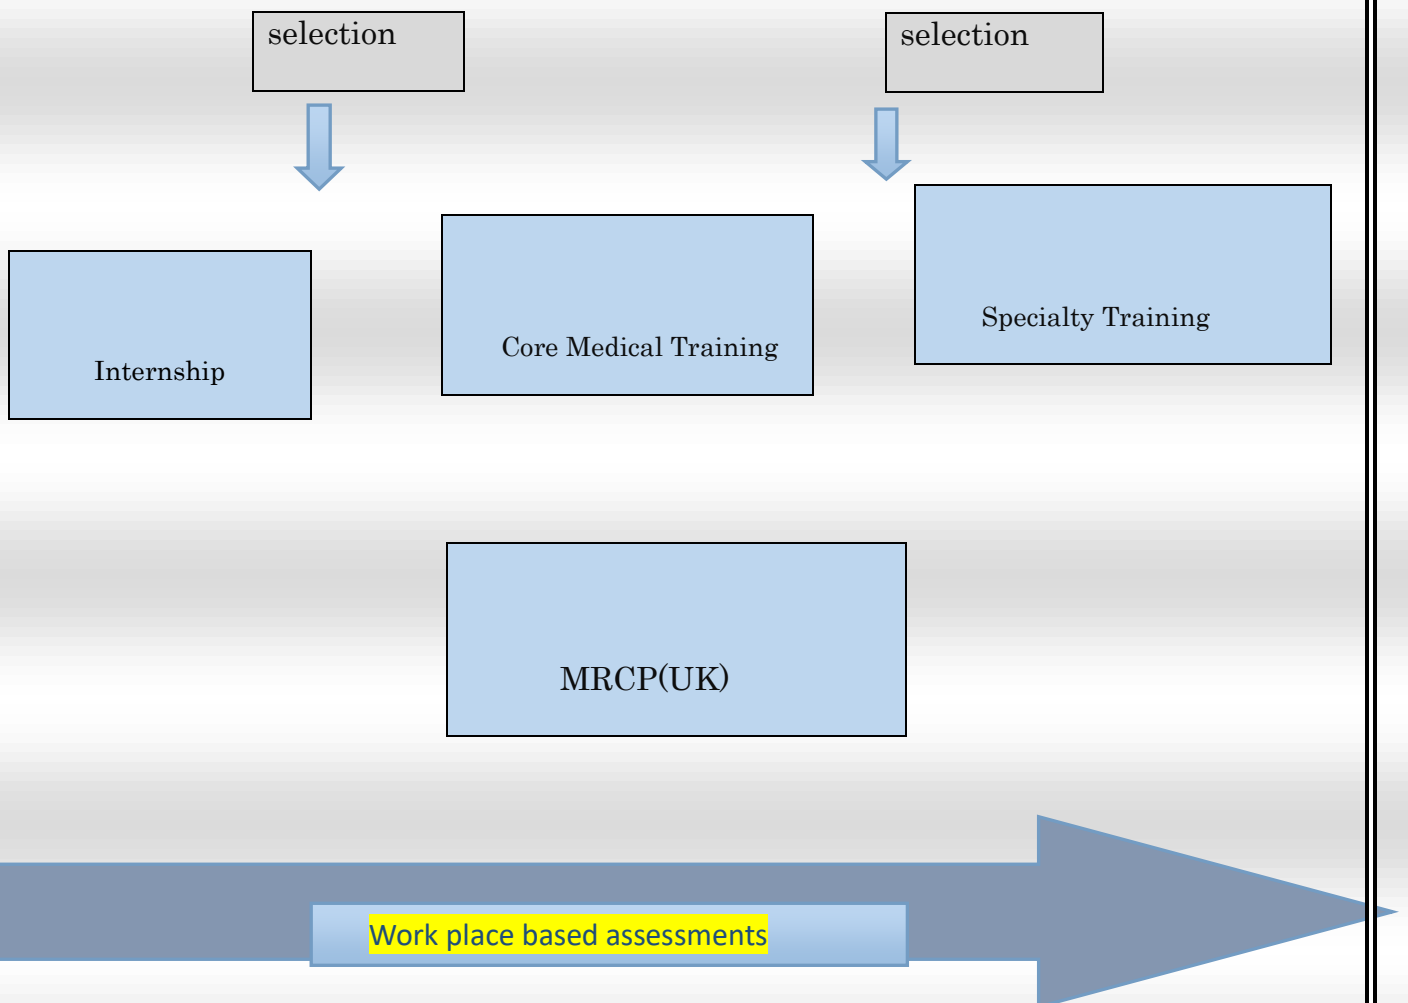 selection
selection
Specialty Training
Core Medical Training
Internship
MRCP(UK)
Work place based assessments